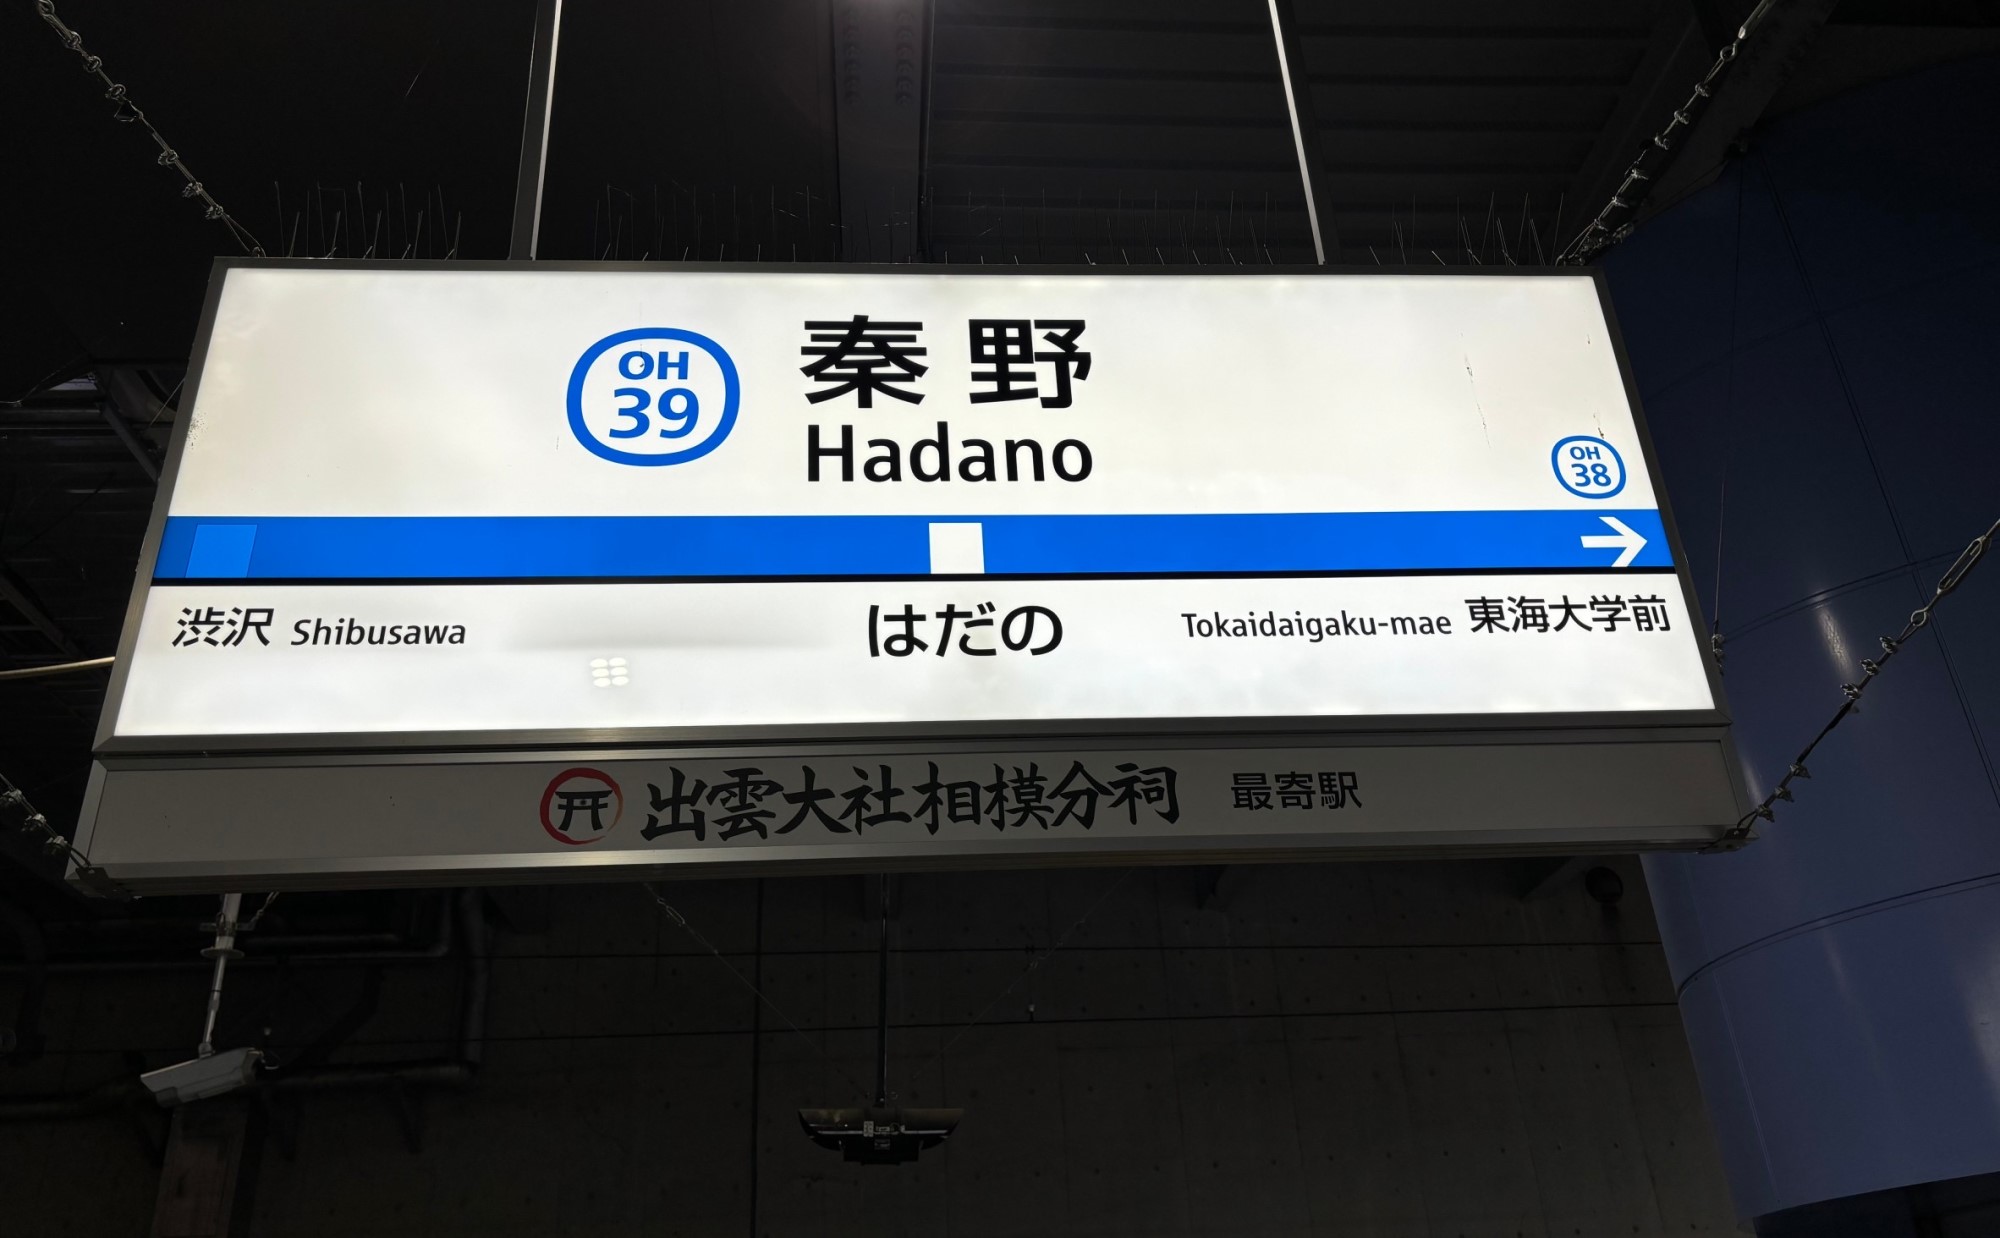 OH
39
秦野
Hadano
OH
38
渋沢 Shibusawa
はだの
Tokaidaigaku-mae 東海大学前
出雲大社相模分祠 最寄駅